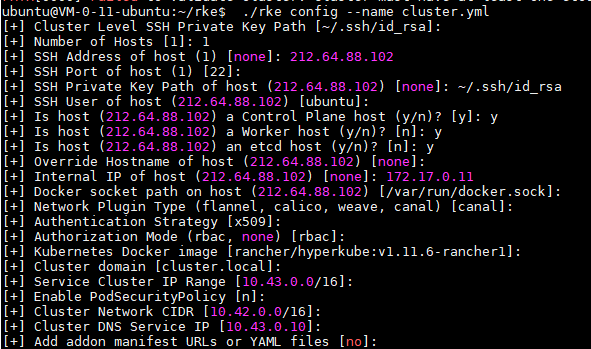 ubuntu@VM-0-11-ubuntu:~/rke$  ./rke config --name cluster.yml
[+] Cluster Level SSH Private Key Path [~/.ssh/id_rsa]:
[+] Number of Hosts [1]: 1
[+] SSH Address of host (1) [none]: 212.64.88.102
[+] SSH Port of host (1) [22]:
[+] SSH Private Key Path of host (212.64.88.102) [none]: ~/.ssh/id_rsa
[+] SSH User of host (212.64.88.102) [ubuntu]:
[+] Is host (212.64.88.102) a Control Plane host (y/n)? [y]: y
[+] Is host (212.64.88.102) a Worker host (y/n)? [n]: y
[+] Is host (212.64.88.102) an etcd host (y/n)? [n]: y
[+] Override Hostname of host (212.64.88.102) [none]:
[+] Internal IP of host (212.64.88.102) [none]: 172.17.0.11
[+] Docker socket path on host (212.64.88.102) [/var/run/docker.sock]:
[+] Network Plugin Type (flannel, calico, weave, canal) [canal]:
[+] Authentication Strategy [x509]:
[+] Authorization Mode (rbac, none) [rbac]:
[+] Kubernetes Docker image [rancher/hyperkube:v1.11.6-rancher1]:
[+] Cluster domain [cluster.local]:
[+] Service Cluster IP Range [10.43.0.0/16]:
[+] Enable PodSecurityPolicy [n]:
[+] Cluster Network CIDR [10.42.0.0/16]:
[+] Cluster DNS Service IP [10.43.0.10]:
[+] Add addon manifest URLs or YAML files [no]: